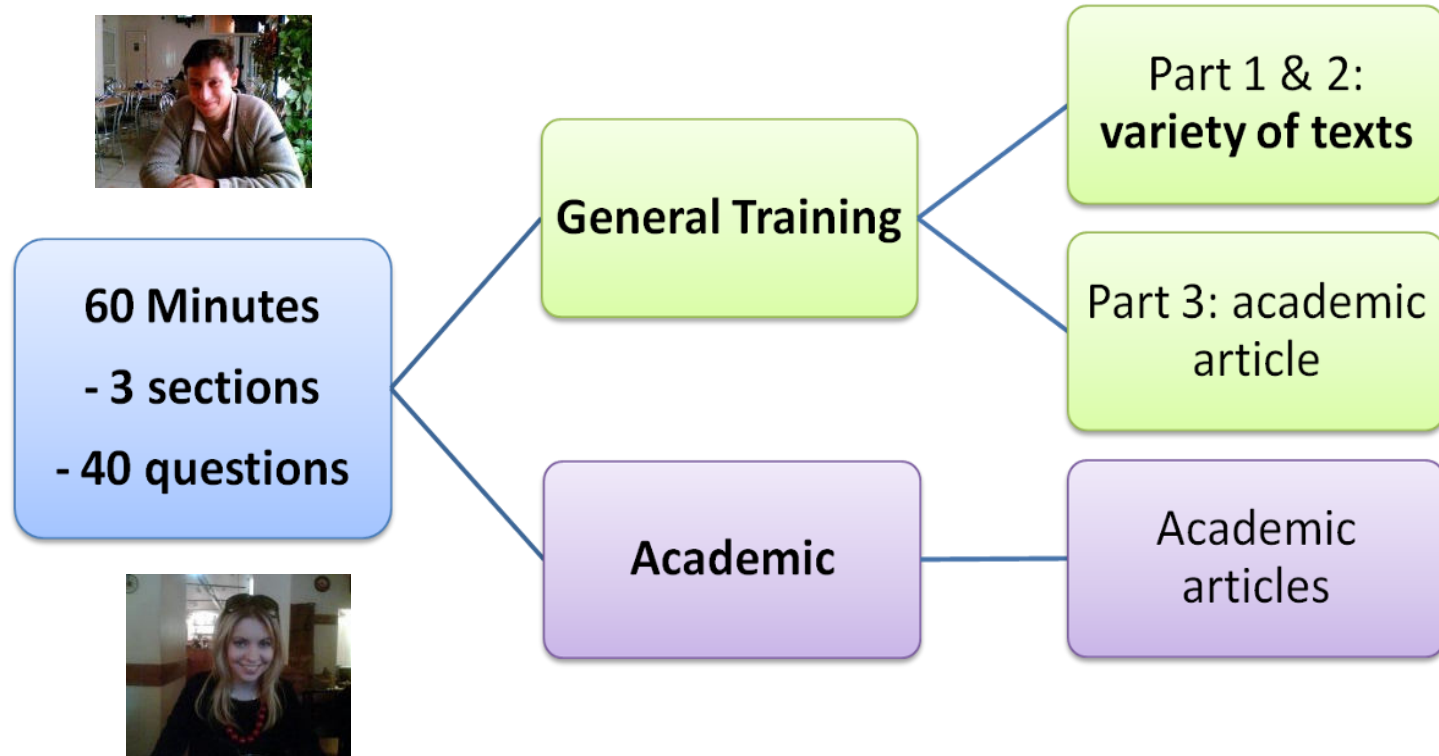 60 Minutes
- 3 sections
- 40 questions
General Training
Part 1 & 2:
variety of texts
Part 3: academic
article
Academic
Academic
articles